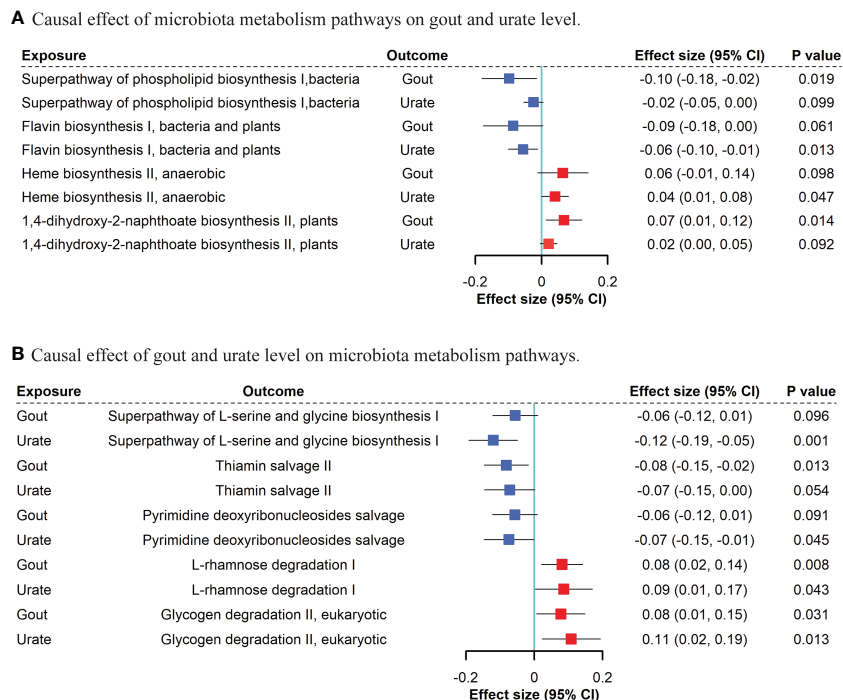 A Causal effect of microbiota metabolism pathways on gout and urate level.
Exposure Outcome Effect size (95% CI) P value
Superpathway of phospholipid biosynthesis I,bacteria Gout -0.10 (-0.18, -0.02) 0.019
Superpathway of phospholipid biosynthesis I,bacteria Urate -0.02 (-0.05, 0.00) 0.099
Flavin biosynthesis I, bacteria and plants Gout -0.09 (-0.18, 0.00) 0.061
Flavin biosynthesis I, bacteria and plants Urate -0.06 (-0.10, -0.01) 0.013
Heme biosynthesis II, anaerobic Gout 0.06 (-0.01, 0.14) 0.098
Heme biosynthesis II, anaerobic Urate 0.04 (0.01, 0.08) 0.047
1,4-dihydroxy-2-naphthoate biosynthesis II, plants Gout 0.07 (0.01, 0.12) 0.014
1,4-dihydroxy-2-naphthoate biosynthesis II, plants Urate 0.02 (0.00, 0.05) 0.092
-0.2 0 0.2
Effect size (95% CI)
B Causal effect of gout and urate level on microbiota metabolism pathways.
Exposure Outcome Effect size (95% CI) P value
Gout Superpathway of L-serine and glycine biosynthesis I -0.06 (-0.12, 0.01) 0.096
Urate Superpathway of L-serine and glycine biosynthesis I -0.12 (-0.19, -0.05) 0.001
Gout Thiamin salvage II -0.08 (-0.15, -0.02) 0.013
Urate Thiamin salvage II -0.07 (-0.15, 0.00) 0.054
Gout Pyrimidine deoxyribonucleosides salvage -0.06 (-0.12, 0.01) 0.091
Urate Pyrimidine deoxyribonucleosides salvage -0.07 (-0.15, -0.01) 0.045
Gout L-rhamnose degradation I 0.08 (0.02, 0.14) 0.008
Urate L-rhamnose degradation I 0.09 (0.01, 0.17) 0.043
Gout Glycogen degradation II, eukaryotic 0.08 (0.01, 0.15) 0.031
Urate Glycogen degradation II, eukaryotic 0.11 (0.02, 0.19) 0.013
-0.2 0 0.2
Effect size (95% CI)